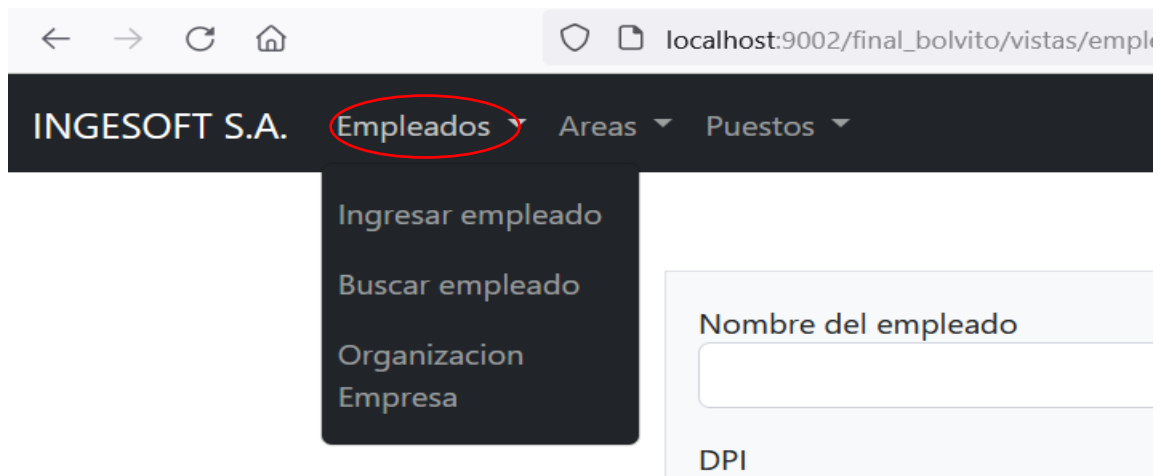 localhost:9002/final_bolvito/vistas/emple
INGESOFT S.A. Empleados Areas Puestos
Ingresar empleado
Buscar empleado
Organizacion
Empresa
Nombre del empleado
DPI